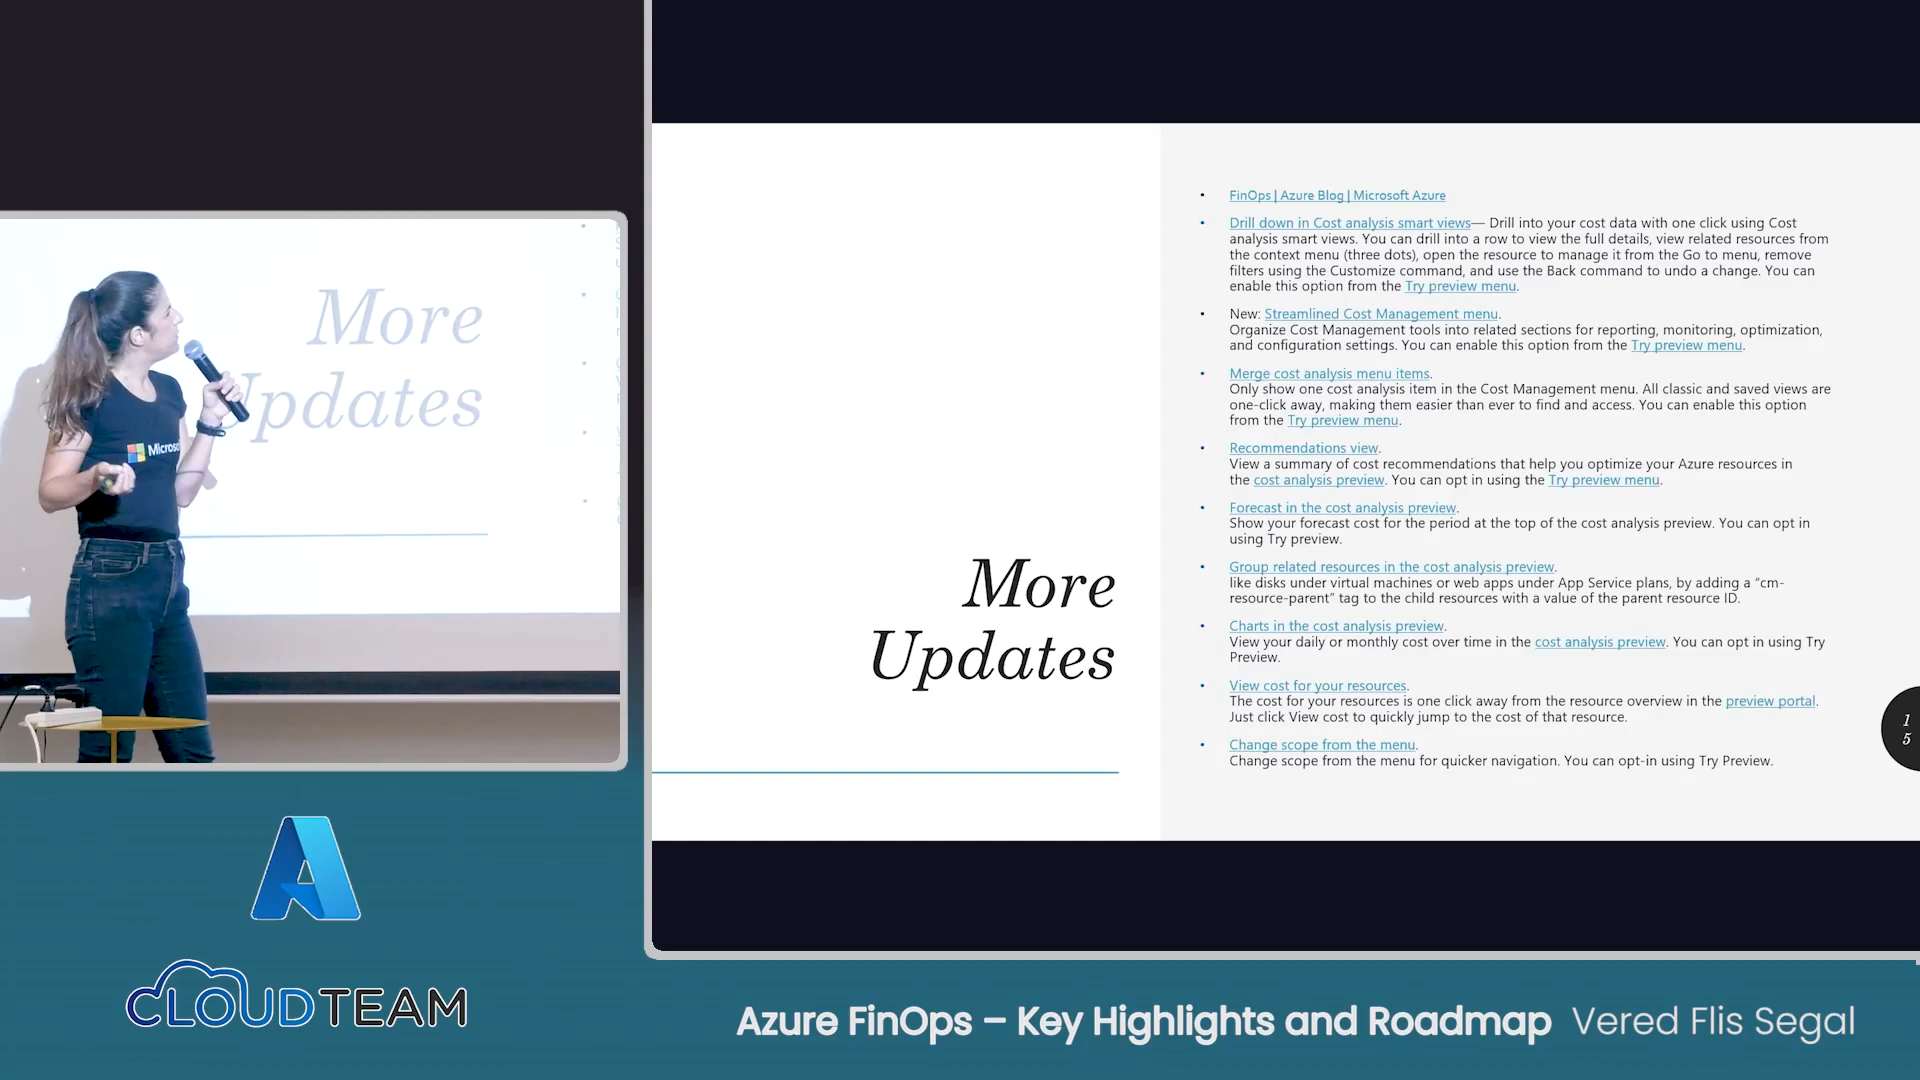 More
Updates
Microso
More
Updates
• FinOps | Azure Blog | Microsoft Azure
• Drill down in Cost analysis smart views— Drill into your cost data with one click using Cost
analysis smart views. You can drill into a row to view the full details, view related resources from
the context menu (three dots), open the resource to manage it from the Go to menu, remove
filters using the Customize command, and use the Back command to undo a change. You can
enable this option from the Try preview menu.
• New: Streamlined Cost Management menu.
Organize Cost Management tools into related sections for reporting, monitoring, optimization,
and configuration settings. You can enable this option from the Try preview menu.
• Merge cost analysis menu items.
Only show one cost analysis item in the Cost Management menu. All classic and saved views are
one-click away, making them easier than ever to find and access. You can enable this option
from the Try preview menu.
• Recommendations view.
View a summary of cost recommendations that help you optimize your Azure resources in
the cost analysis preview. You can opt in using the Try preview menu.
• Forecast in the cost analysis preview.
Show your forecast cost for the period at the top of the cost analysis preview. You can opt in
using Try preview.
• Group related resources in the cost analysis preview.
like disks under virtual machines or web apps under App Service plans, by adding a “cm-
resource-parent” tag to the child resources with a value of the parent resource ID.
• Charts in the cost analysis preview.
View your daily or monthly cost over time in the cost analysis preview. You can opt in using Try
Preview.
• View cost for your resources.
The cost for your resources is one click away from the resource overview in the preview portal.
Just click View cost to quickly jump to the cost of that resource.
• Change scope from the menu.
Change scope from the menu for quicker navigation. You can opt-in using Try Preview.
1
5
CLOUDTEAM
Azure FinOps – Key Highlights and Roadmap Vered Flis Segal